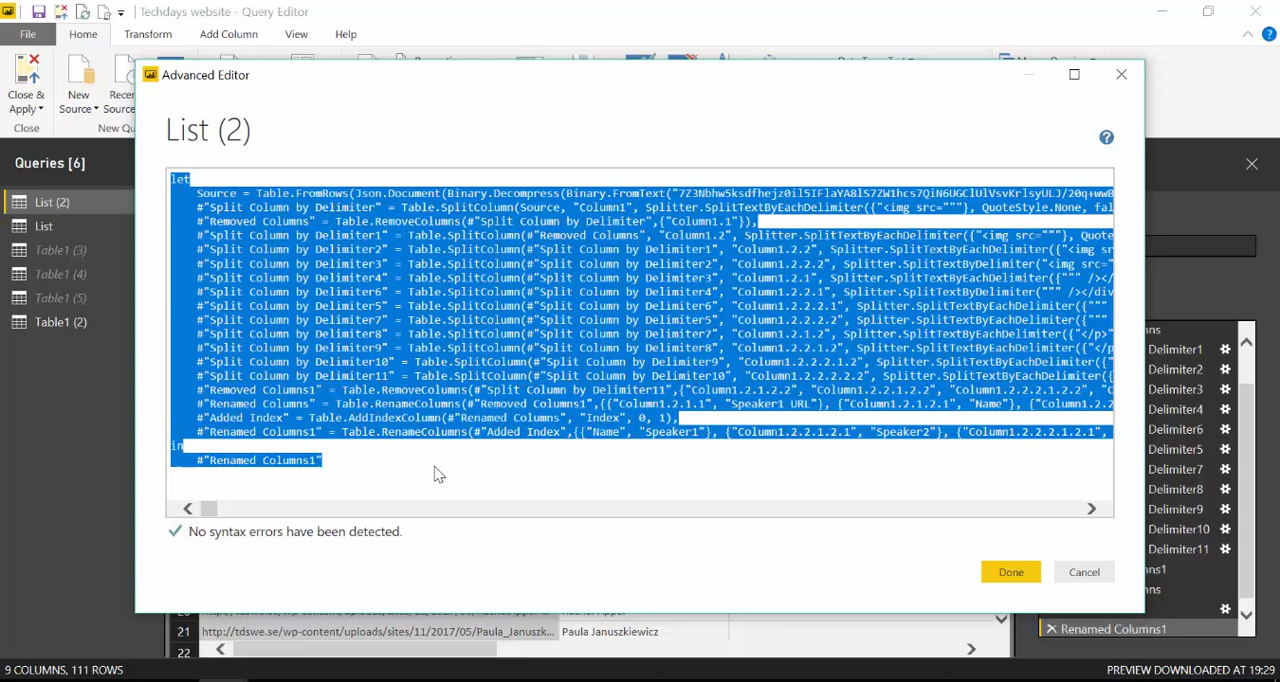 Techdays website - Query Editor
File
Home
Transform
Add Column
View
Help
Close &
Apply
New
Source
Recen
Source
Close
New Qu
Advanced Editor
List (2)
let
Source = Table.FromRows(Json.Document(Binary.Decompress(Binary.FromText("
#"Split Column by Delimiter" = Table.SplitColumn(Source, "Column1", Splitter.SplitTextByEachDelimiter({"<img src="""}, QuoteStyle.None, fal
#"Removed Columns" = Table.RemoveColumns(#"Split Column by Delimiter",{"Column1.1"}),
#"Split Column by Delimiter1" = Table.SplitColumn(#"Removed Columns", "Column1.2", Splitter.SplitTextByEachDelimiter({"<img src="""}, Quote
#"Split Column by Delimiter2" = Table.SplitColumn(#"Split Column by Delimiter1", "Column1.2.2", Splitter.SplitTextByEachDelimiter({"<img sr
#"Split Column by Delimiter3" = Table.SplitColumn(#"Split Column by Delimiter2", "Column1.2.2.2", Splitter.SplitTextByDelimiter("<img src="
#"Split Column by Delimiter4" = Table.SplitColumn(#"Split Column by Delimiter3", "Column1.2.1", Splitter.SplitTextByEachDelimiter({""" /></
#"Split Column by Delimiter6" = Table.SplitColumn(#"Split Column by Delimiter4", "Column1.2.2.1", Splitter.SplitTextByDelimiter(""" /></div
#"Split Column by Delimiter5" = Table.SplitColumn(#"Split Column by Delimiter6", "Column1.2.2.2.1", Splitter.SplitTextByEachDelimiter({"""
#"Split Column by Delimiter7" = Table.SplitColumn(#"Split Column by Delimiter5", "Column1.2.2.2.2", Splitter.SplitTextByEachDelimiter({"""
#"Split Column by Delimiter8" = Table.SplitColumn(#"Split Column by Delimiter7", "Column1.2.1.2", Splitter.SplitTextByEachDelimiter({"</p>"
#"Split Column by Delimiter9" = Table.SplitColumn(#"Split Column by Delimiter8", "Column1.2.2.1.2", Splitter.SplitTextByEachDelimiter({"</p
#"Split Column by Delimiter10" = Table.SplitColumn(#"Split Column by Delimiter9", "Column1.2.2.2.1.2", Splitter.SplitTextByEachDelimiter({"
#"Split Column by Delimiter11" = Table.SplitColumn(#"Split Column by Delimiter10", "Column1.2.2.2.2.2", Splitter.SplitTextByEachDelimiter({
#"Removed Columns1" = Table.RemoveColumns(#"Split Column by Delimiter11",{"Column1.2.1.2.2", "Column1.2.2.1.2.2", "Column1.2.2.2.1.2.2", "C
#"Renamed Columns" = Table.RenameColumns(#"Removed Columns1",{{"Column1.2.1.1", "Speaker1 URL"}, {"Column1.2.1.2.1", "Name"}, {"Column1.2.2
#"Added Index" = Table.AddIndexColumn(#"Renamed Columns", "Index", 0, 1),
#"Renamed Columns1" = Table.RenameColumns(#"Added Index",{{"Name", "Speaker1"}, {"Column1.2.2.1.2.1", "Speaker2"}, {"Column1.2.2.2.1.2.1",
in
#"Renamed Columns1"
No syntax errors have been detected.
Done
Cancel
Queries [6]
List (2)
List
Table1 (3)
Table1 (4)
Table1 (5)
Table1 (2)
Delimiter1
Delimiter2
Delimiter3
Delimiter4
Delimiter6
Delimiter5
Delimiter7
Delimiter8
Delimiter9
Delimiter10
Delimiter11
Renamed Columns1
21
http://tdswe.se/wp-content/uploads/sites/11/2017/05/Paula_Januszk...
Paula Januszkiewicz
22
9 COLUMNS, 111 ROWS
PREVIEW DOWNLOADED AT 19:29